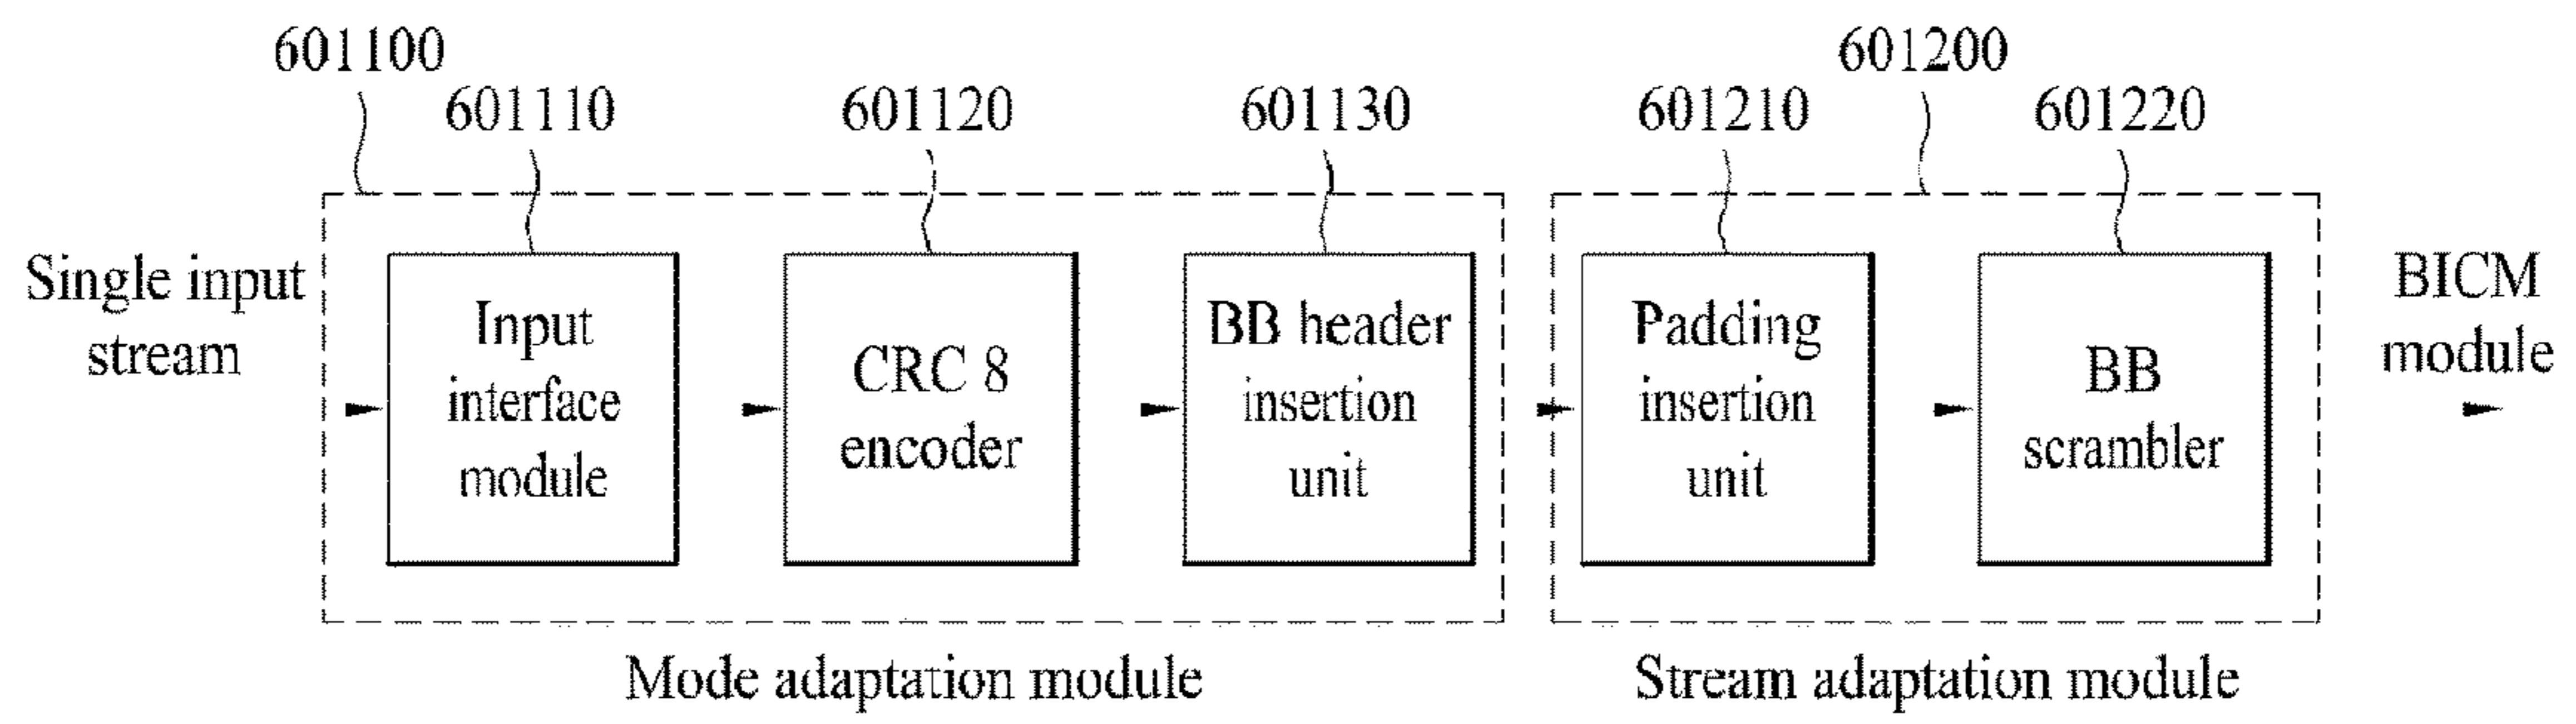 601100
601200
601110
601120
601130
601210
601220
Single input
stream
Input
interface
module
CRC 8
encoder
BB header
insertion
unit
Padding
insertion
unit
BB
scrambler
BICM
module
Mode adaptation module
Stream adaptation module